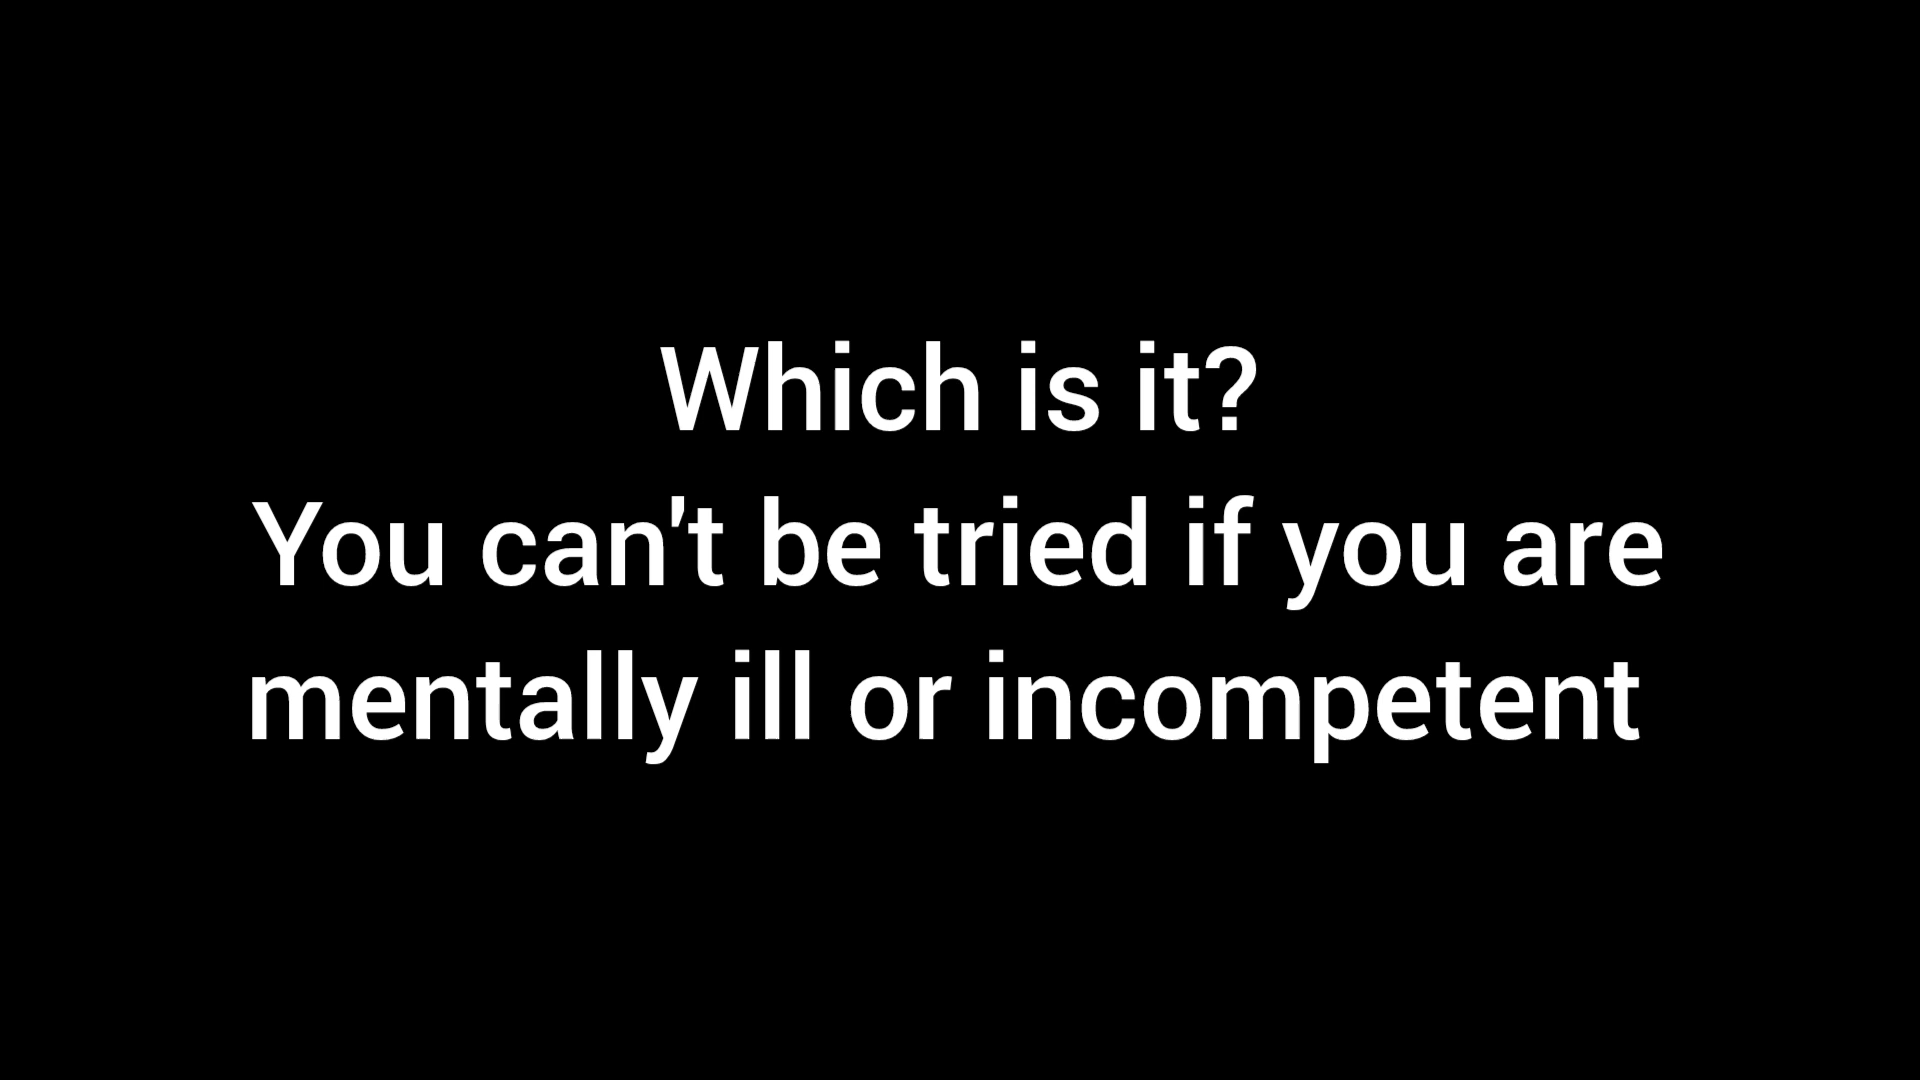 Which is it?
You can't be tried if you are
mentally ill or incompetent